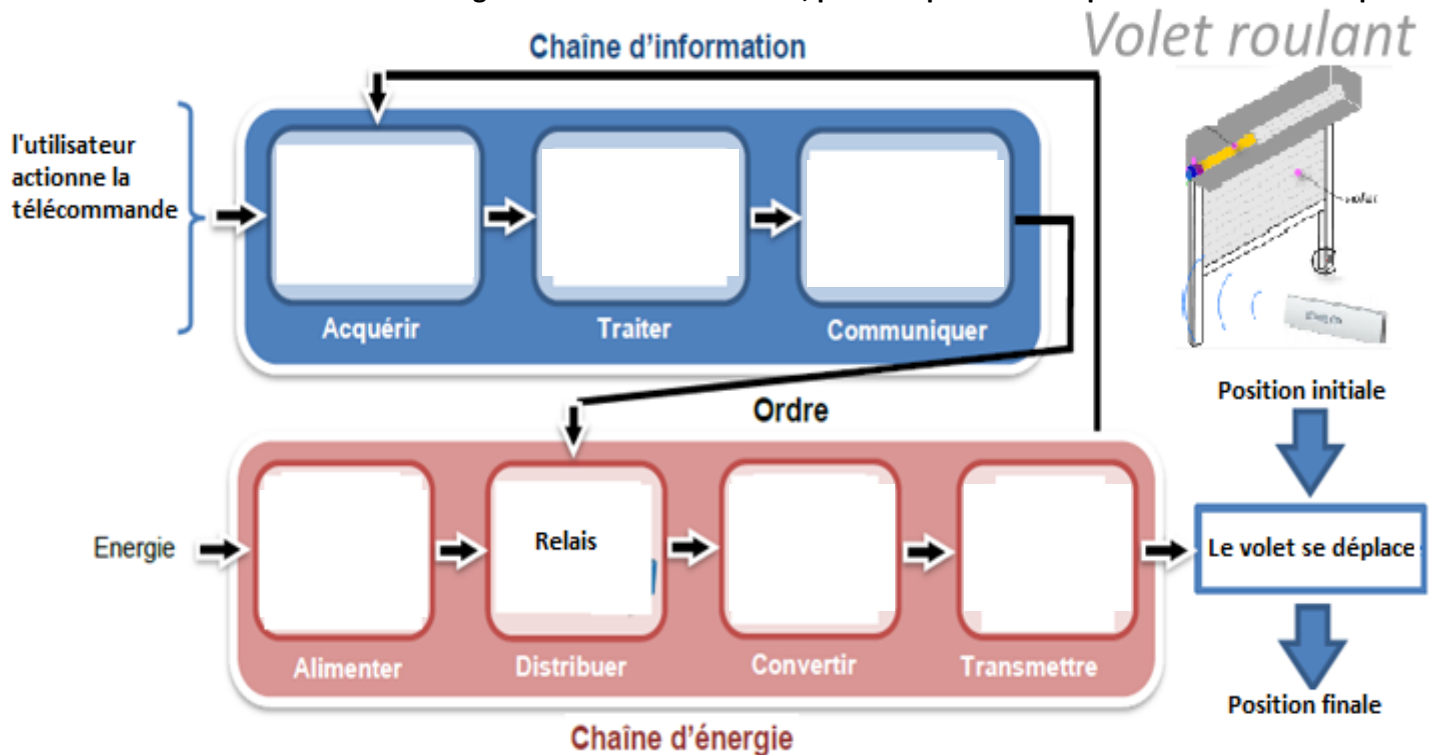 Volet roulant
Chaîne d'information
l'utilisateur
actionne la
télécommande
volet
Acquérir
Traiter
Communiquer
Position initiale
Ordre
Energie
Relais
Le volet se déplace
Alimenter
Distribuer
Convertir
Transmettre
Position finale
Chaîne d'énergie